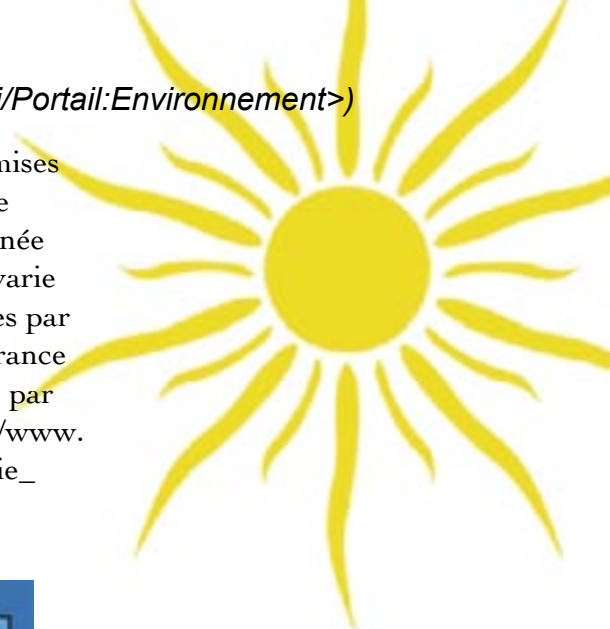 i/Portail:Environnement>)
mises
e
née
varie
es par
rance
par
/www.
ie_